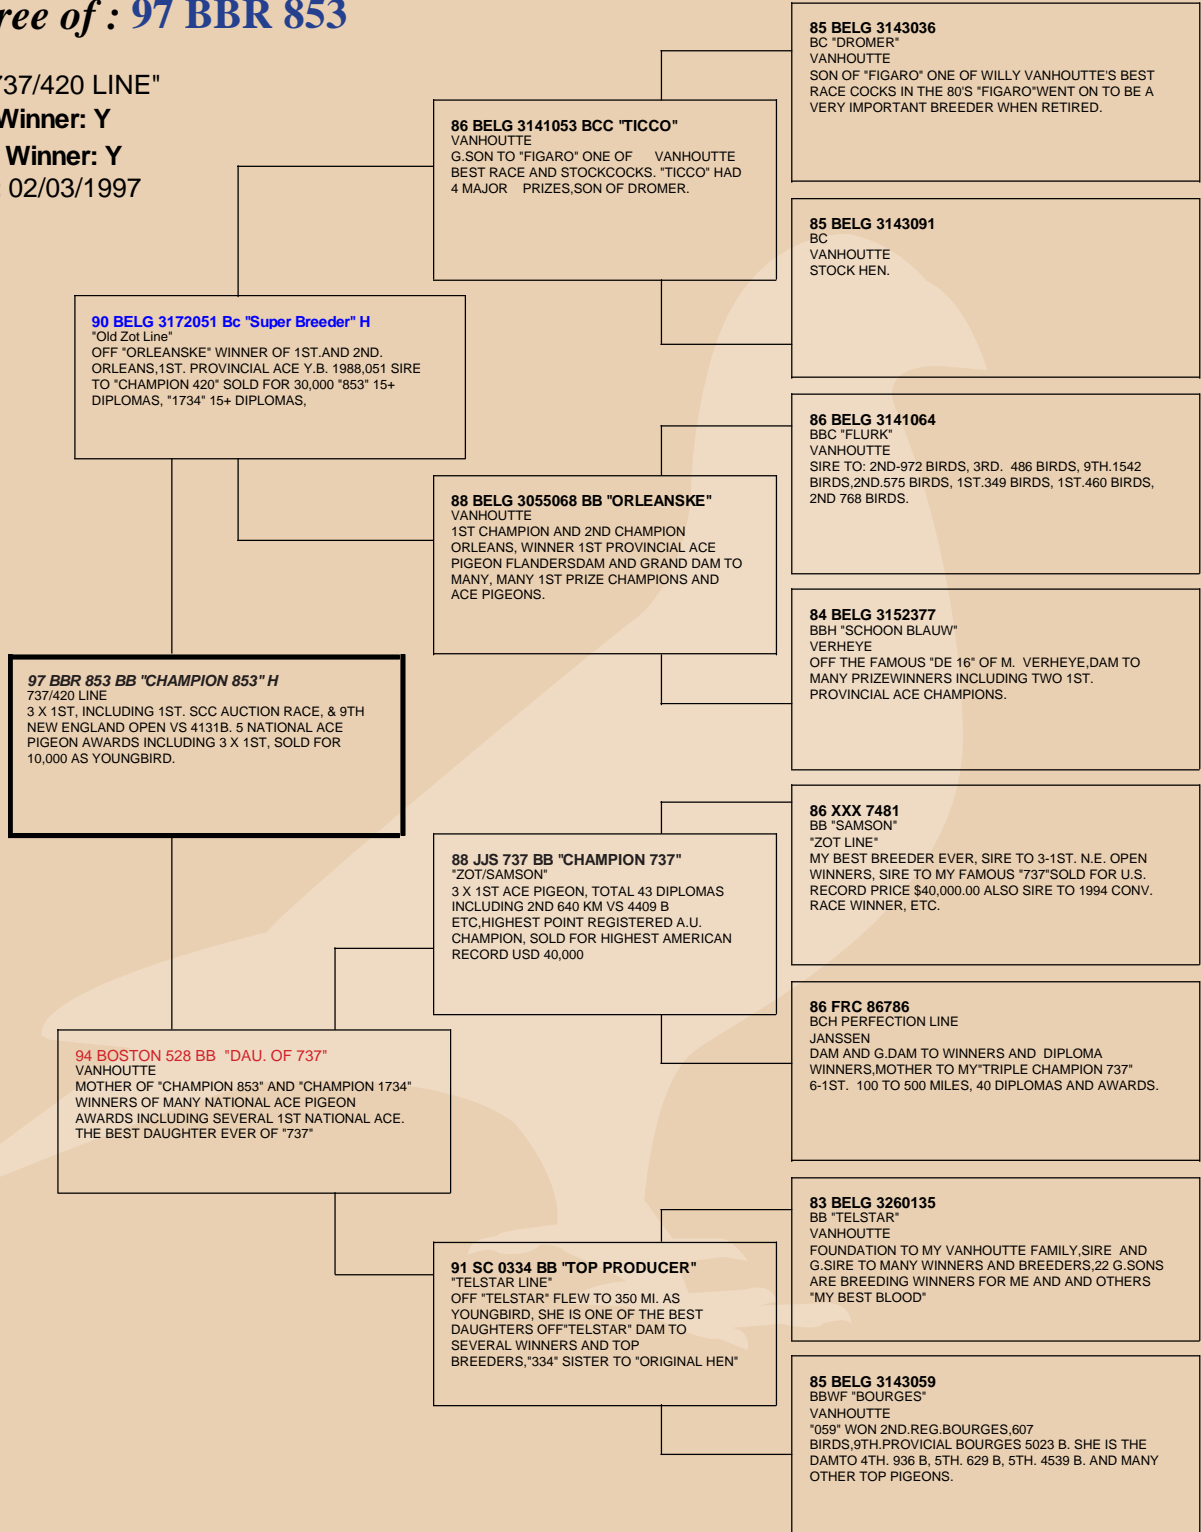 ree of : 97 BBR 853
737/420 LINE"
Winner: Y
Winner: Y
02/03/1997
85 BELG 3143036
BC "DROMER"
VANHOUTTE
SON OF "FIGARO" ONE OF WILLY VANHOUTTE'S BEST
RACE COCKS IN THE 80'S "FIGARO"WENT ON TO BE A
VERY IMPORTANT BREEDER WHEN RETIRED.
86 BELG 3141053 BCC "TICCO"
VANHOUTTE
G.SON TO "FIGARO" ONE OF VANHOUTTE
BEST RACE AND STOCKCOCKS. "TICCO" HAD
4 MAJOR PRIZES,SON OF DROMER.
85 BELG 3143091
BC
VANHOUTTE
STOCK HEN.
90 BELG 3172051 Bc "Super Breeder" H
"Old Zot Line"
OFF "ORLEANSKE" WINNER OF 1ST.AND 2ND.
ORLEANS,1ST. PROVINCIAL ACE Y.B. 1988,051 SIRE
TO "CHAMPION 420" SOLD FOR 30,000 "853" 15+
DIPLOMAS, "1734" 15+ DIPLOMAS,
86 BELG 3141064
BBC "FLURK"
VANHOUTTE
SIRE TO: 2ND-972 BIRDS, 3RD. 486 BIRDS, 9TH.1542
BIRDS,2ND.575 BIRDS, 1ST.349 BIRDS, 1ST.460 BIRDS,
2ND 768 BIRDS.
88 BELG 3055068 BB "ORLEANSKE"
VANHOUTTE
1ST CHAMPION AND 2ND CHAMPION
ORLEANS, WINNER 1ST PROVINCIAL ACE
PIGEON FLANDERSDAM AND GRAND DAM TO
MANY, MANY 1ST PRIZE CHAMPIONS AND
ACE PIGEONS.
84 BELG 3152377
BBH "SCHOON BLAUW"
VERHEYE
OFF THE FAMOUS "DE 16" OF M. VERHEYE,DAM TO
MANY PRIZEWINNERS INCLUDING TWO 1ST.
PROVINCIAL ACE CHAMPIONS.
97 BBR 853 BB "CHAMPION 853" H
737/420 LINE
3 X 1ST, INCLUDING 1ST. SCC AUCTION RACE, & 9TH
NEW ENGLAND OPEN VS 4131B. 5 NATIONAL ACE
PIGEON AWARDS INCLUDING 3 X 1ST, SOLD FOR
10,000 AS YOUNGBIRD.
86 XXX 7481
BB "SAMSON"
"ZOT LINE"
MY BEST BREEDER EVER, SIRE TO 3-1ST. N.E. OPEN
WINNERS, SIRE TO MY FAMOUS "737"SOLD FOR U.S.
RECORD PRICE $40,000.00 ALSO SIRE TO 1994 CONV.
RACE WINNER, ETC.
88 JJS 737 BB "CHAMPION 737"
"ZOT/SAMSON"
3 X 1ST ACE PIGEON, TOTAL 43 DIPLOMAS
INCLUDING 2ND 640 KM VS 4409 B
ETC,HIGHEST POINT REGISTERED A.U.
CHAMPION, SOLD FOR HIGHEST AMERICAN
RECORD USD 40,000
86 FRC 86786
BCH PERFECTION LINE
JANSSEN
DAM AND G.DAM TO WINNERS AND DIPLOMA
WINNERS,MOTHER TO MY"TRIPLE CHAMPION 737"
6-1ST. 100 TO 500 MILES, 40 DIPLOMAS AND AWARDS.
94 BOSTON 528 BB "DAU. OF 737"
VANHOUTTE
MOTHER OF "CHAMPION 853" AND "CHAMPION 1734"
WINNERS OF MANY NATIONAL ACE PIGEON
AWARDS INCLUDING SEVERAL 1ST NATIONAL ACE.
THE BEST DAUGHTER EVER OF "737"
83 BELG 3260135
BB "TELSTAR"
VANHOUTTE
FOUNDATION TO MY VANHOUTTE FAMILY,SIRE AND
G.SIRE TO MANY WINNERS AND BREEDERS,22 G.SONS
ARE BREEDING WINNERS FOR ME AND AND OTHERS
"MY BEST BLOOD"
91 SC 0334 BB "TOP PRODUCER"
"TELSTAR LINE"
OFF "TELSTAR" FLEW TO 350 MI. AS
YOUNGBIRD, SHE IS ONE OF THE BEST
DAUGHTERS OFF"TELSTAR" DAM TO
SEVERAL WINNERS AND TOP
BREEDERS,"334" SISTER TO "ORIGINAL HEN"
85 BELG 3143059
BBWF "BOURGES"
VANHOUTTE
"059" WON 2ND.REG.BOURGES,607
BIRDS,9TH.PROVICIAL BOURGES 5023 B. SHE IS THE
DAMTO 4TH. 936 B, 5TH. 629 B, 5TH. 4539 B. AND MANY
OTHER TOP PIGEONS.